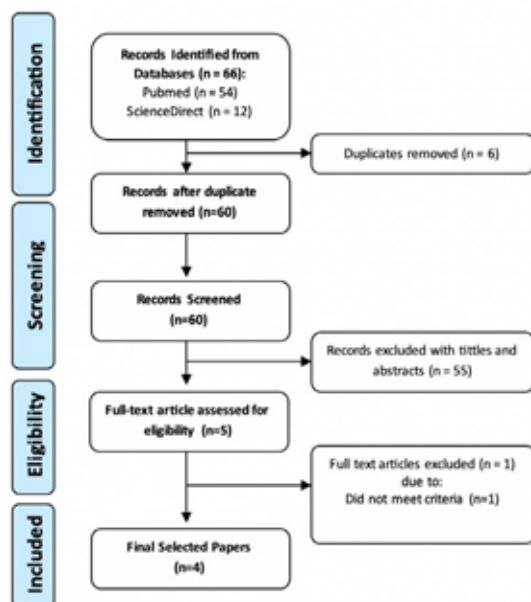 Identification
Records Identified from
Databases (n = 66):
Pubmed (n = 54)
ScienceDirect (n = 12)
Duplicates removed (n = 6)
Records after duplicate
removed (n=60)
Screening
Records Screened
(n=60)
Records excluded with tittles and
abstracts (n = 55)
Eligibility
Full-text article assessed for
eligibility (n=5)
Full text articles excluded (n = 1)
due to:
Did not meet criteria (n=1)
Included
Final Selected Papers
(n=4)